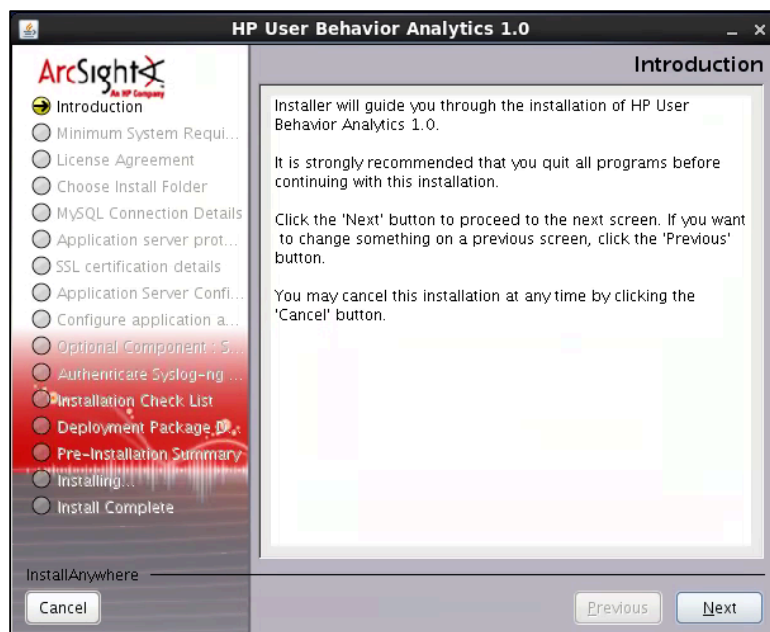 HP User Behavior Analytics 1.0
ArcSight
An HP Company
Introduction
Introduction
Minimum System Requi...
License Agreement
Choose Install Folder
MySQL Connection Details
Application server prot...
SSL certification details
Application Server Confi...
Configure application a...
Optional Component : S...
Authenticate Syslog-ng ...
Installation Check List
Deployment Package D...
Pre-Installation Summary
Installing...
Install Complete
Installer will guide you through the installation of HP User
Behavior Analytics 1.0.
It is strongly recommended that you quit all programs before
continuing with this installation.
Click the 'Next' button to proceed to the next screen. If you want
to change something on a previous screen, click the 'Previous'
button.
You may cancel this installation at any time by clicking the
'Cancel' button.
InstallAnywhere
Cancel
Previous
Next